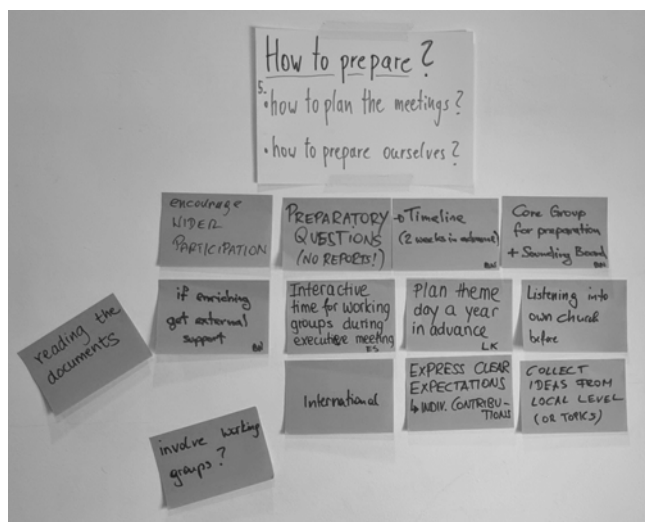 How to prepare?
5.
• how to plan the meetings?
• how to prepare ourselves?
encourage
WIDER
PARTICIPATION
PREPARATORY
QUESTIONS
(NO REPORTS!)
→ Timeline
(2 weeks in advance)
BW
Core Group
for preparation
+ Sounding Board
BW
reading the
documents
if enriching
get external
support
BW
Interactive
time for working
groups during
executive meeting
ES
Plan theme
day a year
in advance
LK
Listening into
own church
before
International
EXPRESS CLEAR
EXPECTATIONS
↳ INDIV. CONTRIBU-
TIONS
COLLECT
IDEAS FROM
LOCAL LEVEL
(OR TOPICS)
involve working
groups?